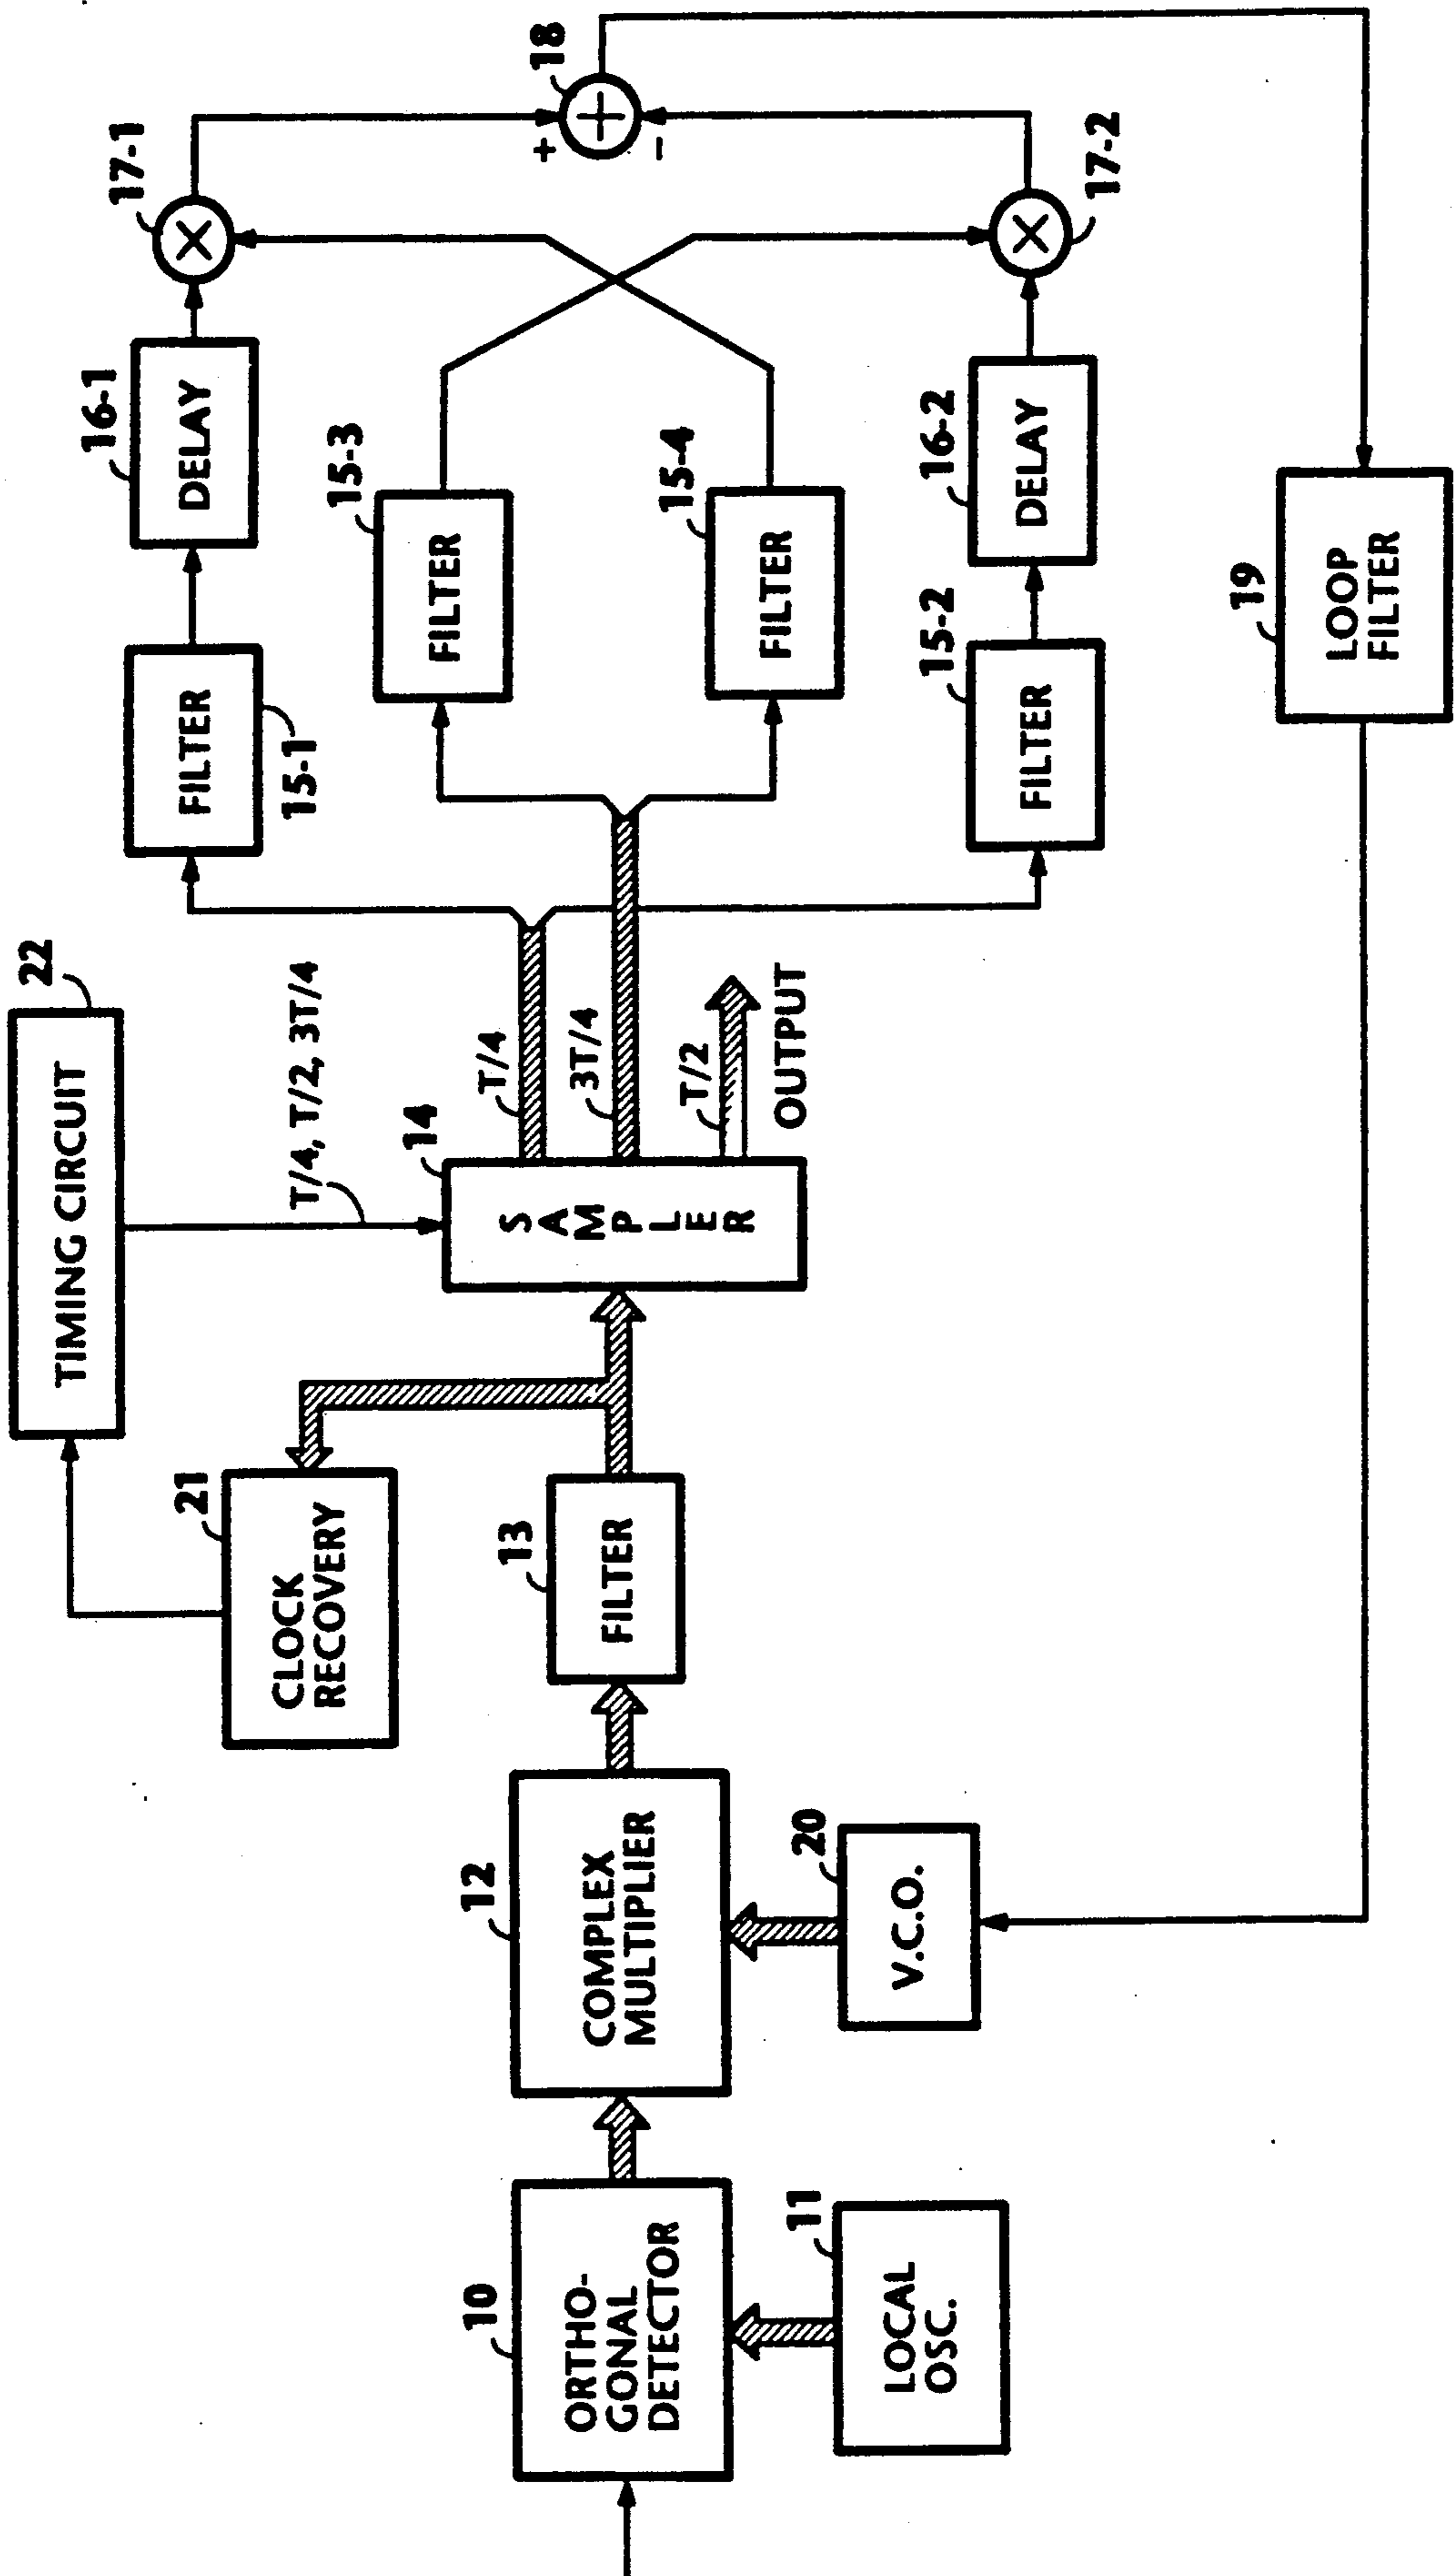 10
ORTHO-
GONAL
DETECTOR
11
LOCAL
OSC.
12
COMPLEX
MULTIPLIER
20
V.C.O.
13
FILTER
21
CLOCK
RECOVERY
22
TIMING CIRCUIT
T/4, T/2, 3T/4
14
SAMPLER
T/4
3T/4
T/2
OUTPUT
FILTER
15-1
16-1
DELAY
17-1
×
15-3
FILTER
15-4
FILTER
15-2
FILTER
16-2
DELAY
17-2
×
18
+
+
−
19
LOOP
FILTER